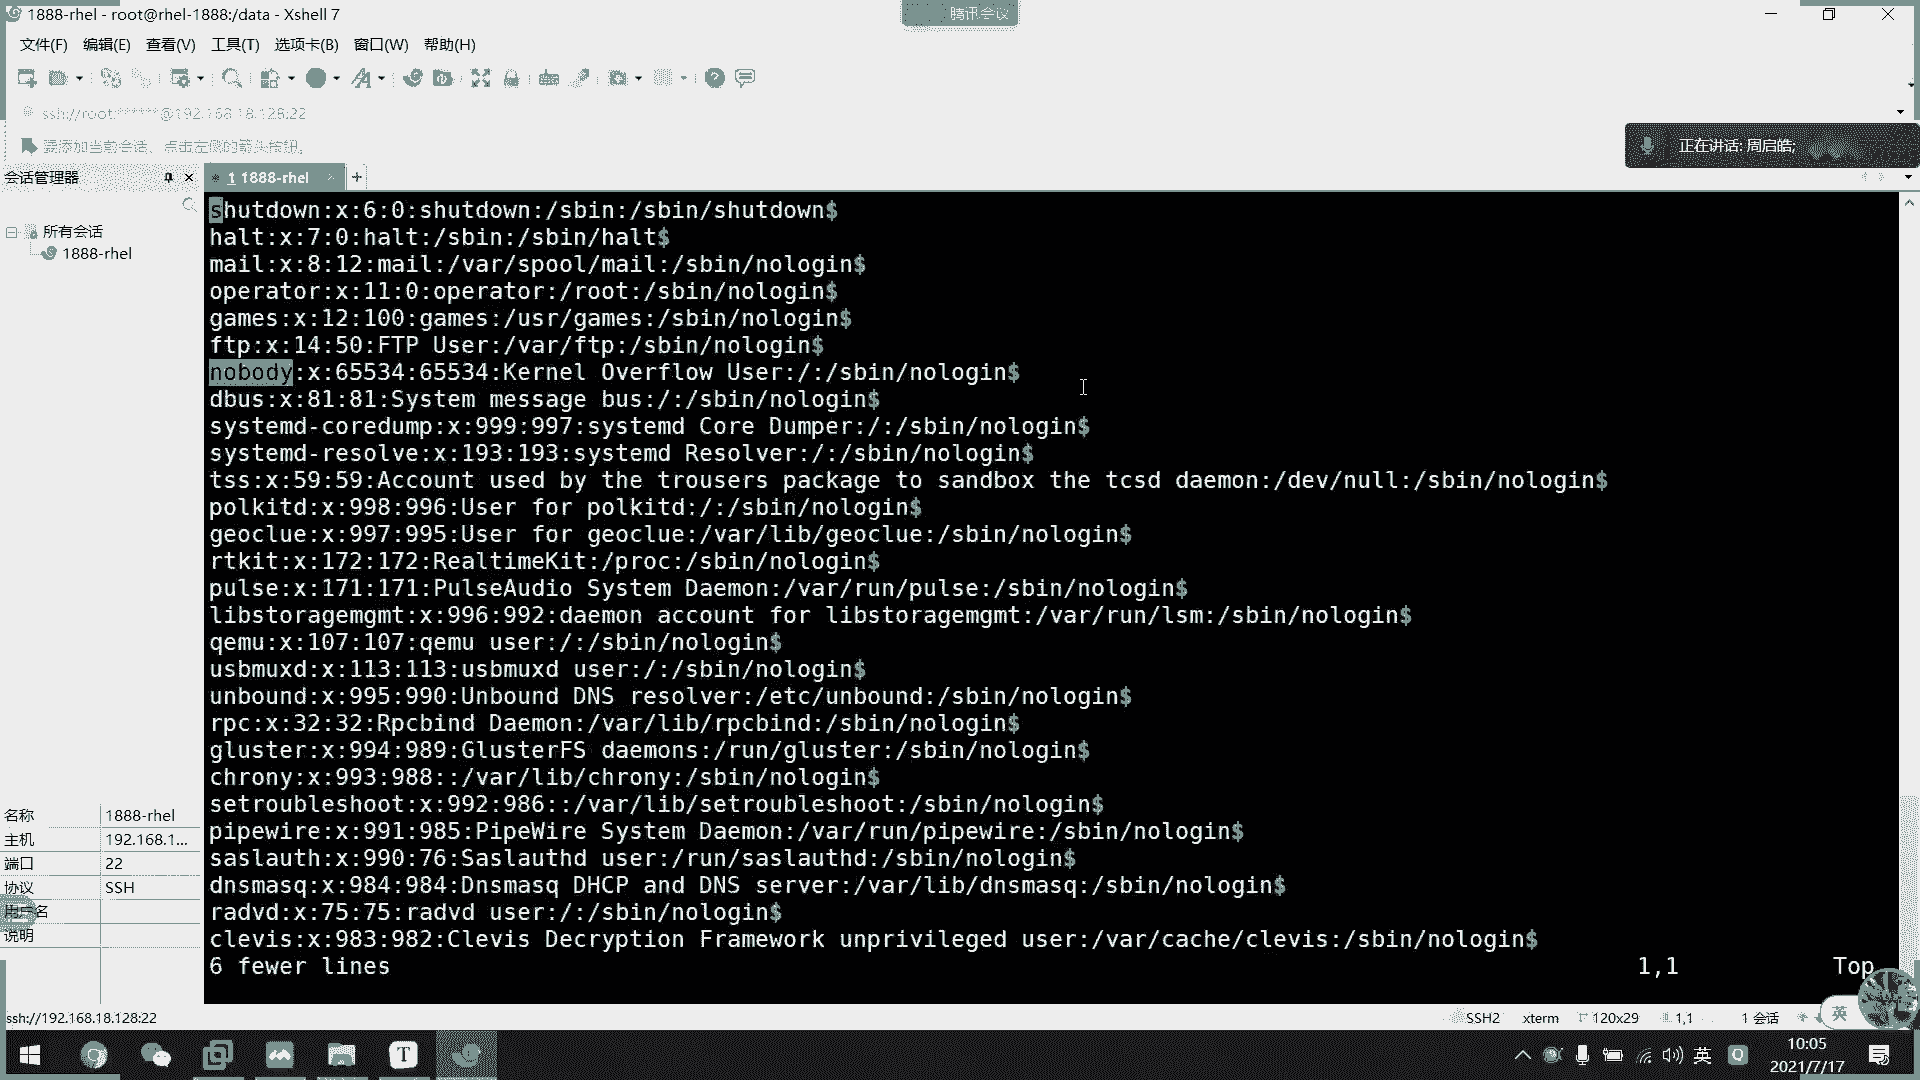 1888-rhel - root@rhel-1888:/data - Xshell 7
腾讯会议
文件(F) 编辑(E) 查看(V) 工具(T) 选项卡(B) 窗口(W) 帮助(H)
ssh://root:******@192.168.18.128:22
要添加当前会话，点击左侧的箭头按钮。
正在讲话: 周启皓;
会话管理器
1 1888-rhel
所有会话
1888-rhel
shutdown:x:6:0:shutdown:/sbin:/sbin/shutdown$
halt:x:7:0:halt:/sbin:/sbin/halt$
mail:x:8:12:mail:/var/spool/mail:/sbin/nologin$
operator:x:11:0:operator:/root:/sbin/nologin$
games:x:12:100:games:/usr/games:/sbin/nologin$
ftp:x:14:50:FTP User:/var/ftp:/sbin/nologin$
nobody:x:65534:65534:Kernel Overflow User:/:/sbin/nologin$
dbus:x:81:81:System message bus:/:/sbin/nologin$
systemd-coredump:x:999:997:systemd Core Dumper:/:/sbin/nologin$
systemd-resolve:x:193:193:systemd Resolver:/:/sbin/nologin$
tss:x:59:59:Account used by the trousers package to sandbox the tcsd daemon:/dev/null:/sbin/nologin$
polkitd:x:998:996:User for polkitd:/:/sbin/nologin$
geoclue:x:997:995:User for geoclue:/var/lib/geoclue:/sbin/nologin$
rtkit:x:172:172:RealtimeKit:/proc:/sbin/nologin$
pulse:x:171:171:PulseAudio System Daemon:/var/run/pulse:/sbin/nologin$
libstoragemgmt:x:996:992:daemon account for libstoragemgmt:/var/run/lsm:/sbin/nologin$
qemu:x:107:107:qemu user:/:/sbin/nologin$
usbmuxd:x:113:113:usbmuxd user:/:/sbin/nologin$
unbound:x:995:990:Unbound DNS resolver:/etc/unbound:/sbin/nologin$
rpc:x:32:32:Rpcbind Daemon:/var/lib/rpcbind:/sbin/nologin$
gluster:x:994:989:GlusterFS daemons:/run/gluster:/sbin/nologin$
chrony:x:993:988::/var/lib/chrony:/sbin/nologin$
setroubleshoot:x:992:986::/var/lib/setroubleshoot:/sbin/nologin$
pipewire:x:991:985:PipeWire System Daemon:/var/run/pipewire:/sbin/nologin$
saslauth:x:990:76:Saslauthd user:/run/saslauthd:/sbin/nologin$
dnsmasq:x:984:984:Dnsmasq DHCP and DNS server:/var/lib/dnsmasq:/sbin/nologin$
radvd:x:75:75:radvd user:/:/sbin/nologin$
clevis:x:983:982:Clevis Decryption Framework unprivileged user:/var/cache/clevis:/sbin/nologin$
6 fewer lines 1,1 Top
名称 1888-rhel
主机 192.168.1...
端口 22
协议 SSH
用户名
说明
ssh://192.168.18.128:22
SSH2 xterm 120x29 1,1 1 会话
英
英
10:05
2021/7/17